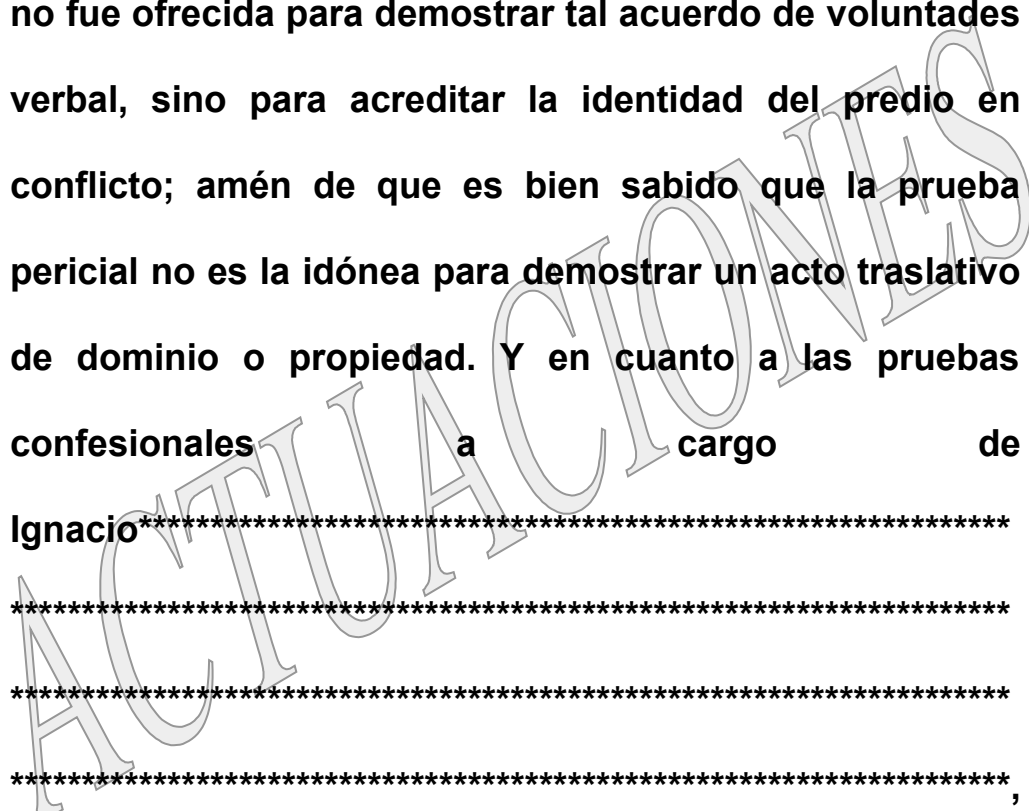 no fue ofrecida para demostrar tal acuerdo de voluntades
verbal, sino para acreditar la identidad del predio en
conflicto; amén de que es bien sabido que la prueba
pericial no es la idónea para demostrar un acto traslativo
de dominio o propiedad. Y en cuanto a las pruebas
confesionales a cargo de
Ignacio*************************************************************
**********************************************************************
**********************************************************************
**********************************************************************,
ACTUACIONES